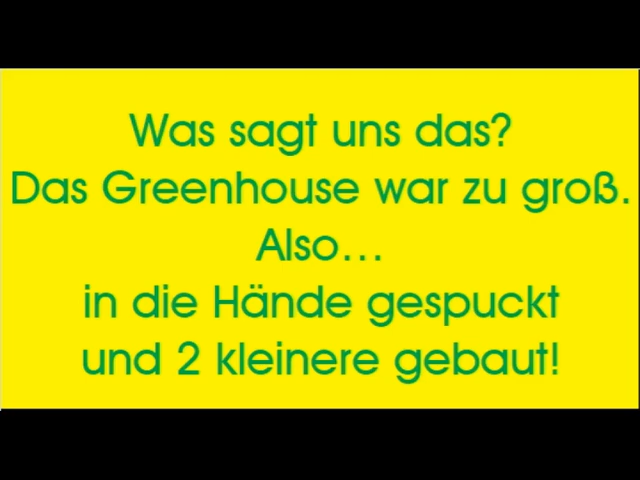 Was sagt uns das?
Das Greenhouse war zu groß.
Also...
in die Hände gespuckt
und 2 kleinere gebaut!